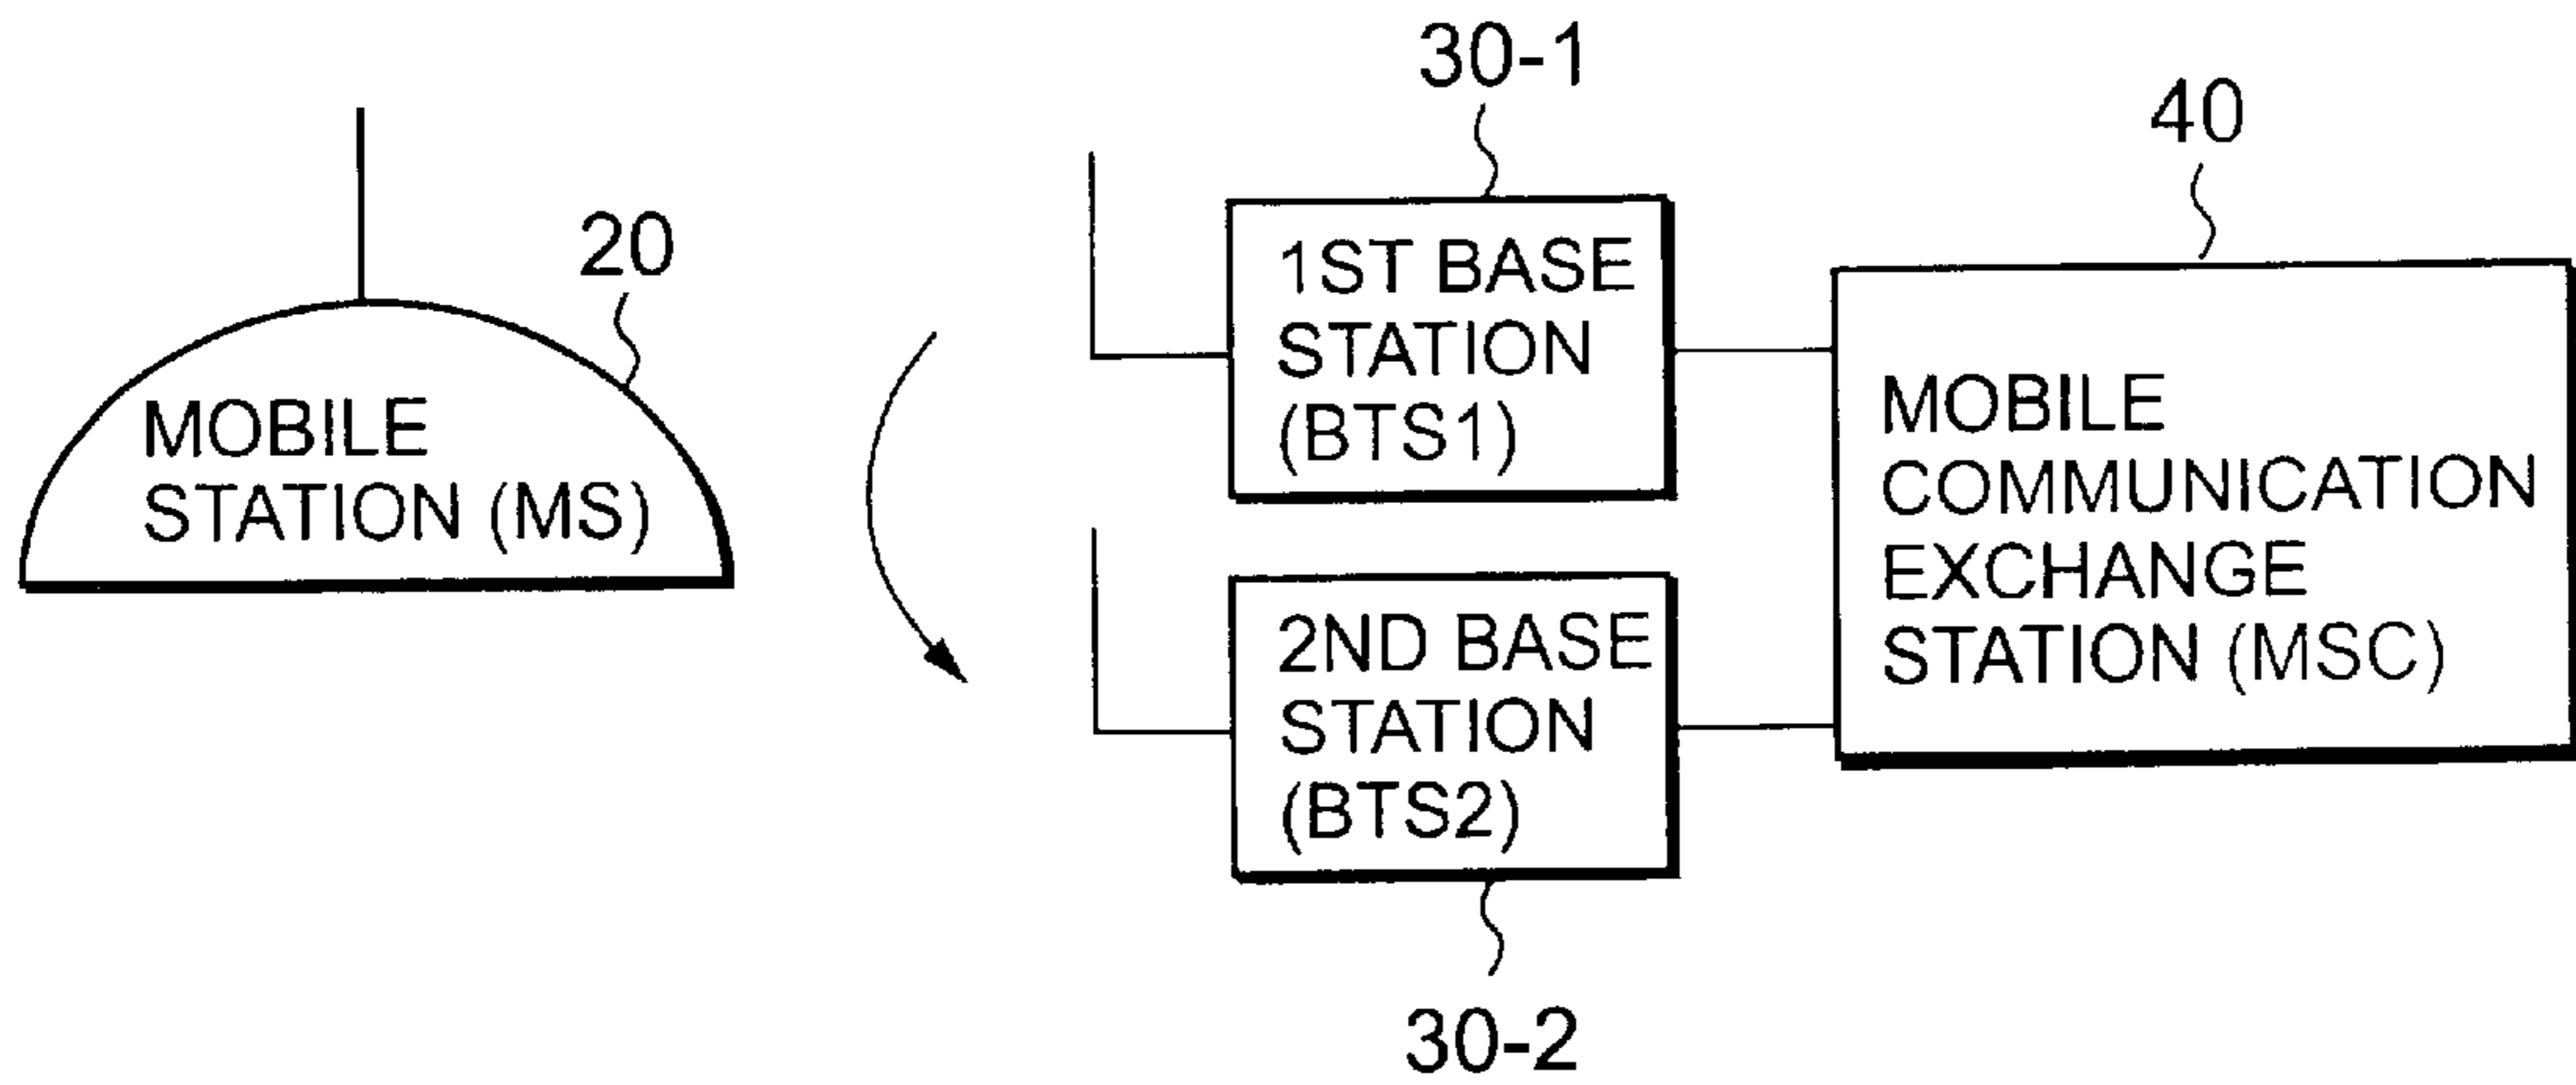 30-1
40
20
1ST BASE
STATION
(BTS1)
MOBILE
STATION (MS)
MOBILE
COMMUNICATION
EXCHANGE
STATION (MSC)
2ND BASE
STATION
(BTS2)
30-2